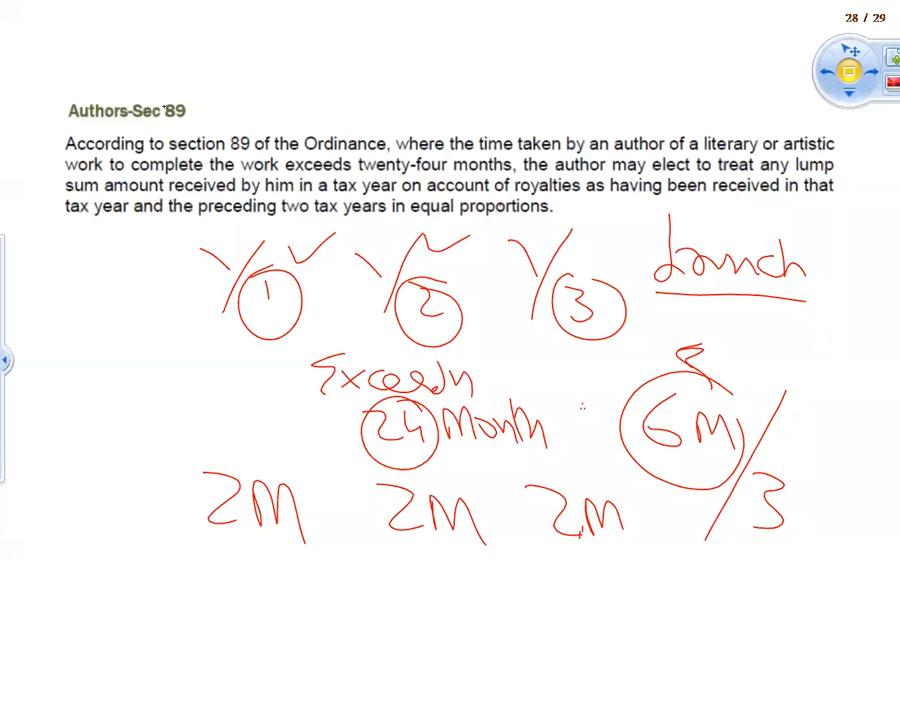 28 / 29
Authors-Sec 89
According to section 89 of the Ordinance, where the time taken by an author of a literary or artistic
work to complete the work exceeds twenty-four months, the author may elect to treat any lump
sum amount received by him in a tax year on account of royalties as having been received in that
tax year and the preceding two tax years in equal proportions.
Y/1 Y/2 Y/3 Launch
Exceeds
24 Month 6M/3
2M 2M 2M